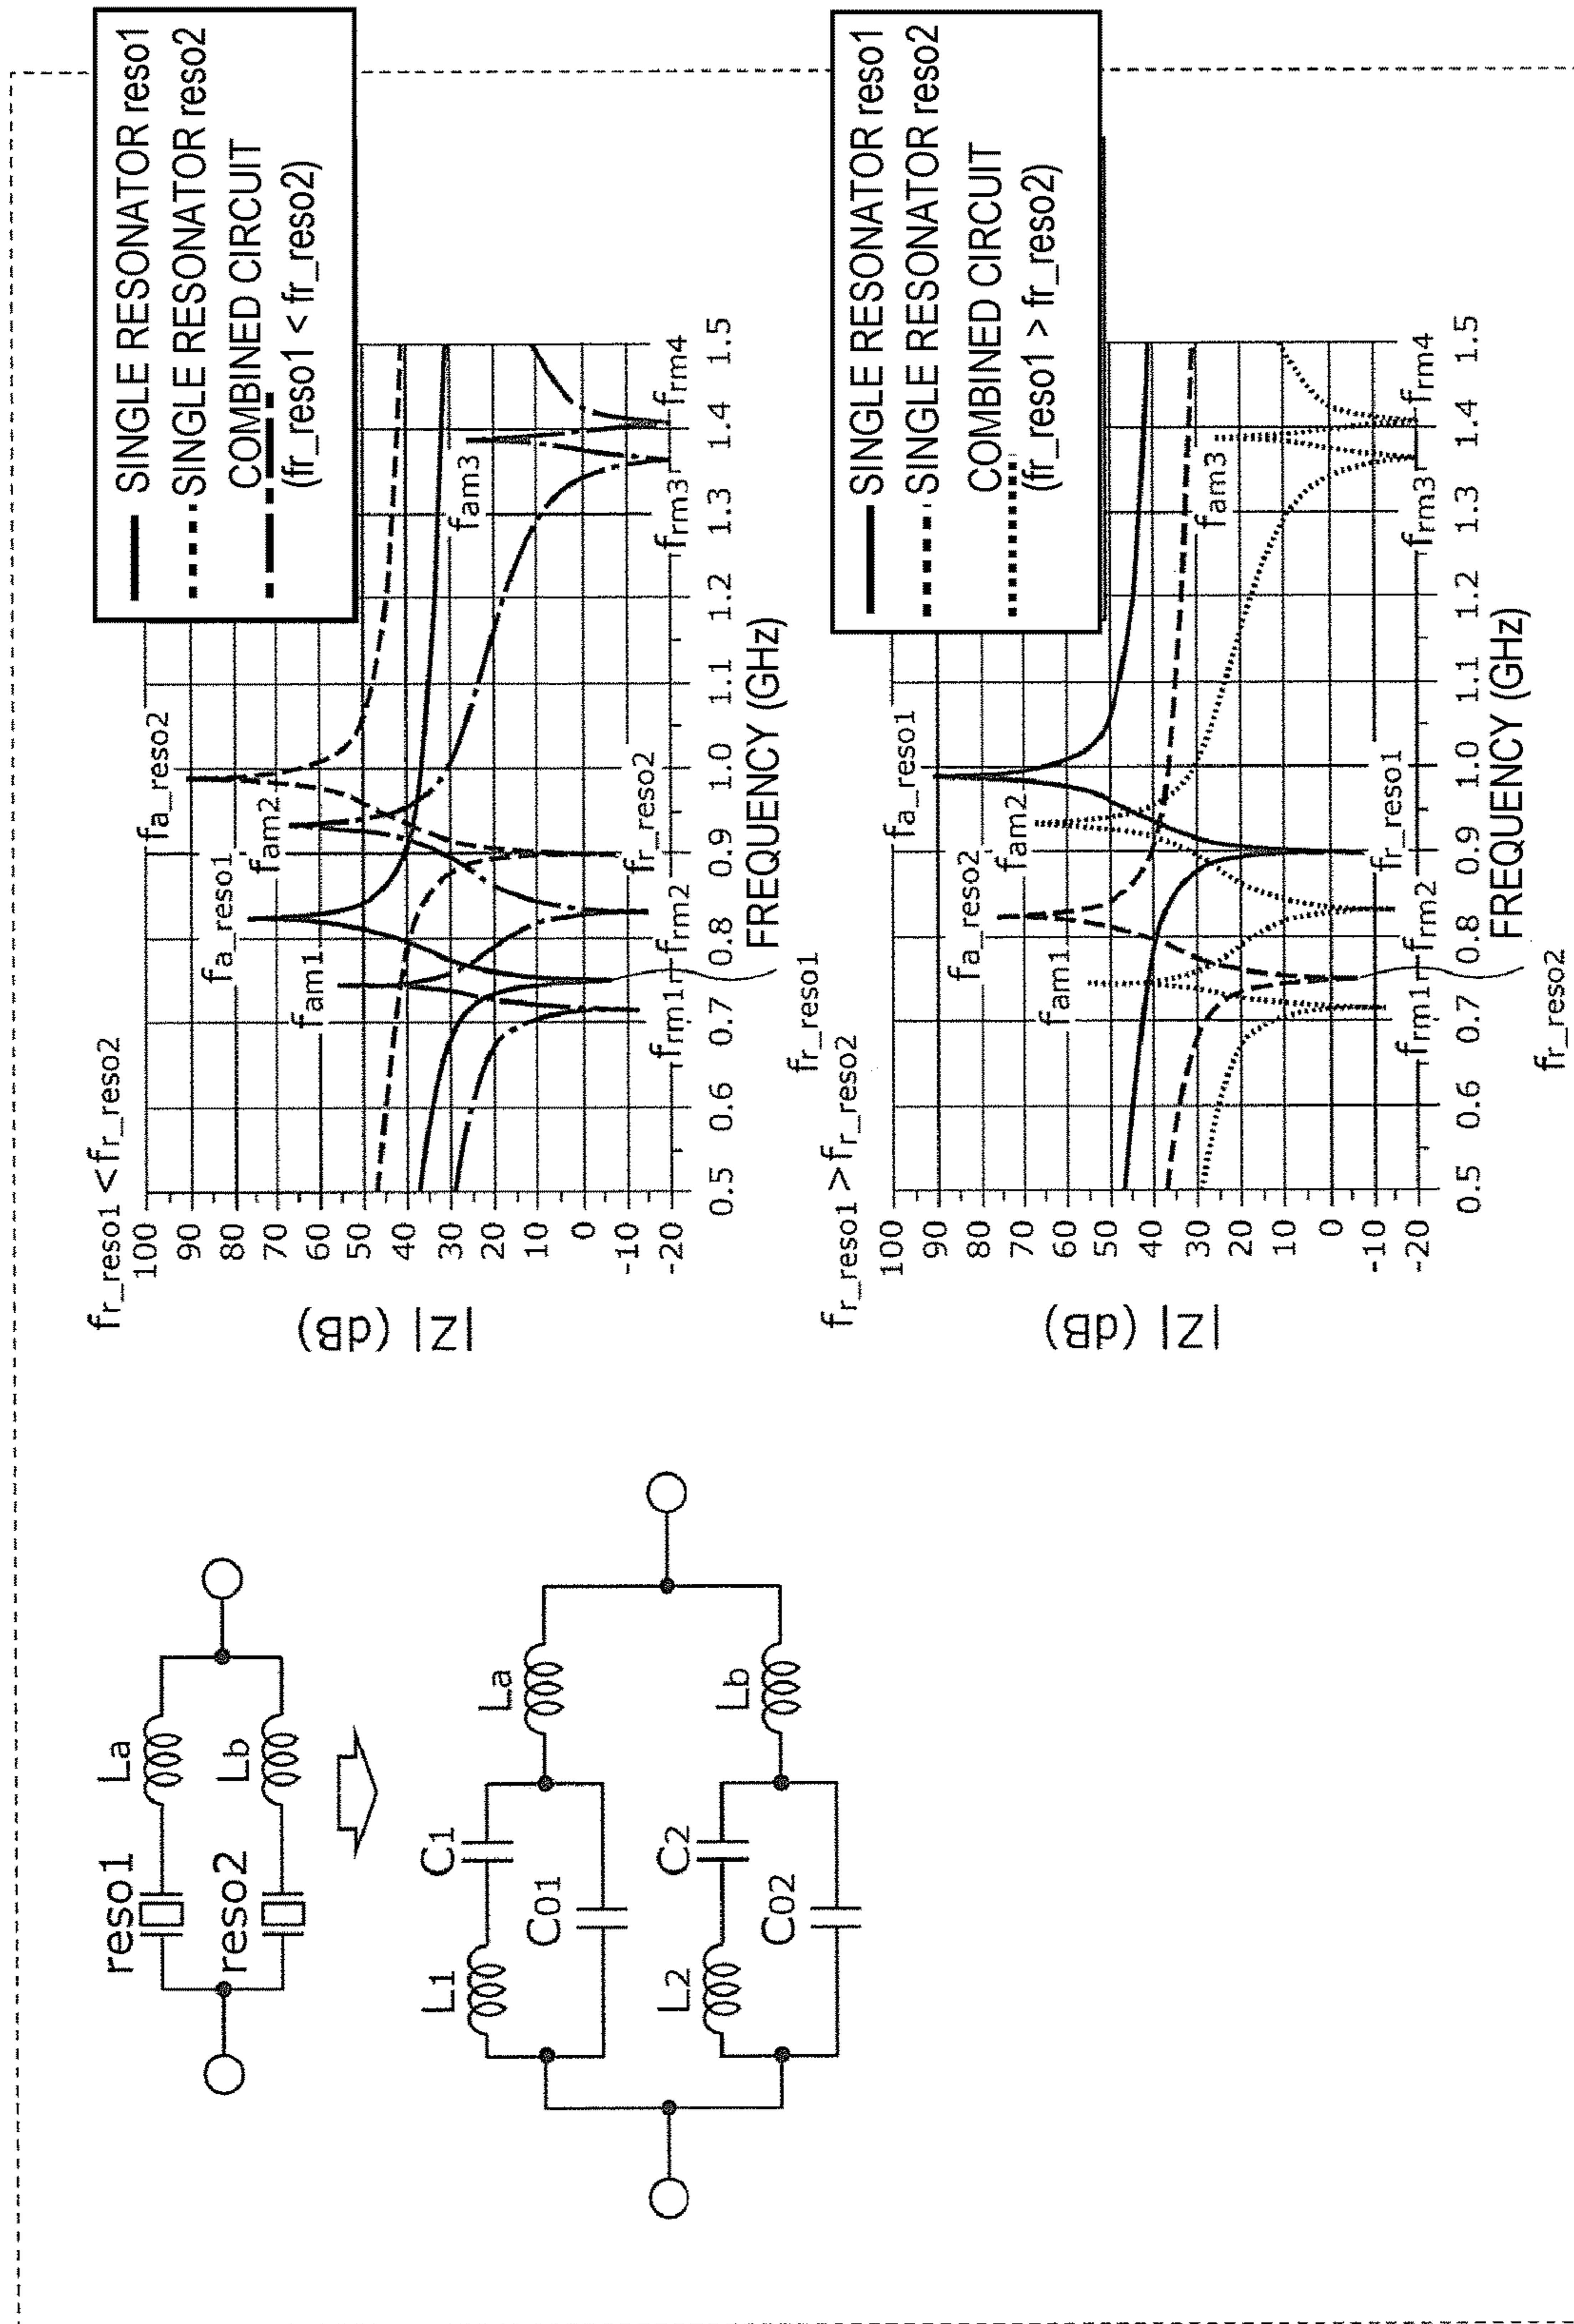 reso1
La
reso2
Lb
L1
C1
La
Co1
L2
C2
Lb
Co2
fr_reso1 < fr_reso2
SINGLE RESONATOR reso1
SINGLE RESONATOR reso2
COMBINED CIRCUIT
(fr_reso1 < fr_reso2)
|Z| (dB)
100
90
80
70
60
50
40
30
20
10
0
-10
-20
fa_reso2
fa_reso1
fam2
fam1
fam3
fr_reso2
frm1
frm2
frm3
frm4
0.5 0.6 0.7 0.8 0.9 1.0 1.1 1.2 1.3 1.4 1.5
FREQUENCY (GHz)
fr_reso1
fr_reso1 > fr_reso2
SINGLE RESONATOR reso1
SINGLE RESONATOR reso2
COMBINED CIRCUIT
(fr_reso1 > fr_reso2)
|Z| (dB)
100
90
80
70
60
50
40
30
20
10
0
-10
-20
fa_reso1
fa_reso2
fam2
fam1
fam3
fr_reso1
frm1
frm2
frm3
frm4
0.5 0.6 0.7 0.8 0.9 1.0 1.1 1.2 1.3 1.4 1.5
FREQUENCY (GHz)
fr_reso2